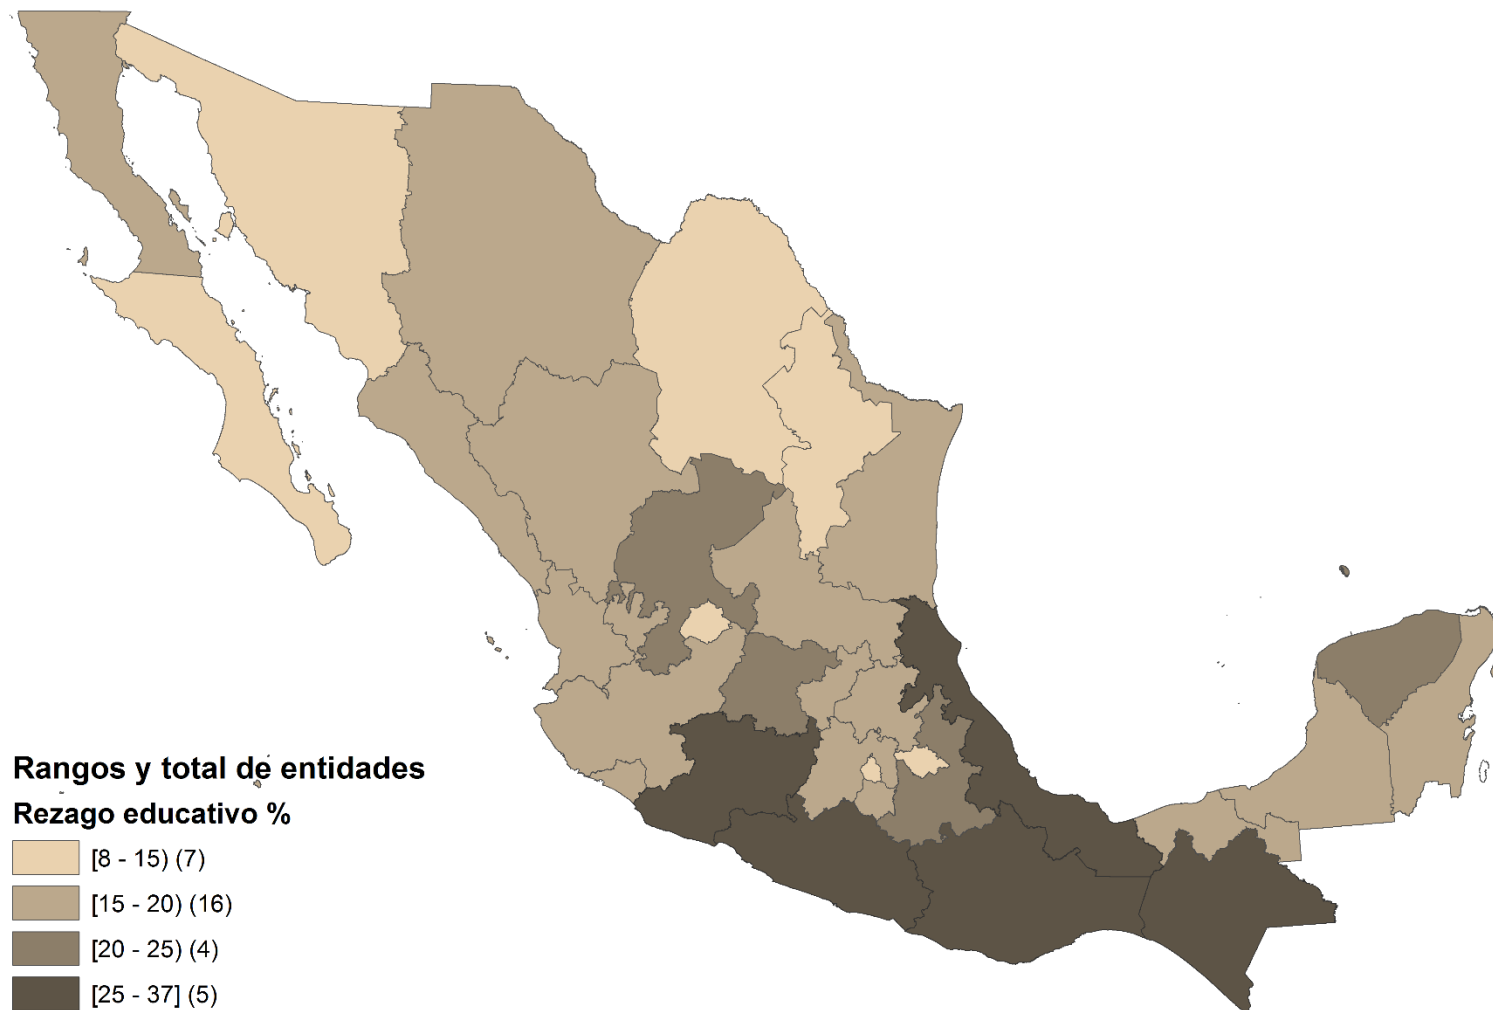 Rangos y total de entidades
Rezago educativo %
[8 - 15) (7)
[15 - 20) (16)
[20 - 25) (4)
[25 - 37] (5)